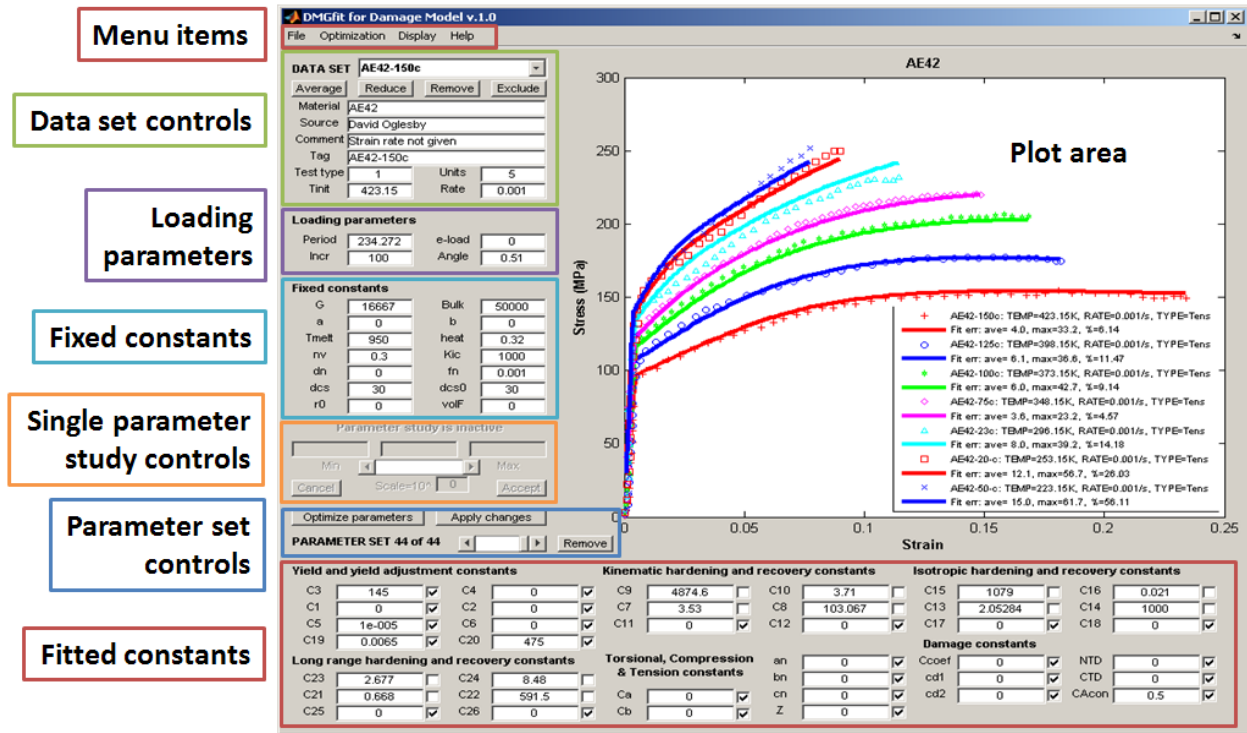 Menu items
Data set controls
Loading
parameters
Fixed constants
Single parameter
study controls
Parameter set
controls
Fitted constants
DMGfit for Damage Model v.1.0
File Optimization Display Help
DATA SET AE42-150c
Average Reduce Remove Exclude
Material AE42
Source David Oglesby
Comment Strain rate not given
Tag AE42-150c
Test type 1 Units 5
Tinit 423.15 Rate 0.001
Loading parameters
Period 234.272 e-load 0
Incr 100 Angle 0.51
Fixed constants
G 16667 Bulk 50000
a 0 b 0
Tmelt 950 heat 0.32
nv 0.3 Kic 1000
dn 0 fn 0.001
dcs 30 dcs0 30
r0 0 volF 0
Parameter study is inactive
Min Max
Cancel Scale=10^ 0 Accept
Optimize parameters Apply changes
PARAMETER SET 44 of 44 Remove
AE42
Plot area
Stress (MPa)
300
250
200
150
100
50
0
0 0.05 0.1 0.15 0.2 0.25
Strain
AE42-150c: TEMP=423.15K, RATE=0.001/s, TYPE=Tens
Fit err: ave= 4.0, max=33.2, %=6.14
AE42-125c: TEMP=398.15K, RATE=0.001/s, TYPE=Tens
Fit err: ave= 6.1, max=36.6, %=11.47
AE42-100c: TEMP=373.15K, RATE=0.001/s, TYPE=Tens
Fit err: ave= 6.0, max=42.7, %=9.14
AE42-75c: TEMP=348.15K, RATE=0.001/s, TYPE=Tens
Fit err: ave= 3.6, max=23.2, %=4.57
AE42-23c: TEMP=296.15K, RATE=0.001/s, TYPE=Tens
Fit err: ave= 8.0, max=39.2, %=14.18
AE42-20-c: TEMP=253.15K, RATE=0.001/s, TYPE=Tens
Fit err: ave= 12.1, max=56.7, %=26.03
AE42-50-c: TEMP=223.15K, RATE=0.001/s, TYPE=Tens
Fit err: ave= 15.0, max=61.7, %=56.11
Yield and yield adjustment constants
C3 145 C4 0
C1 0 C2 0
C5 1e-005 C6 0
C19 0.0065 C20 475
Long range hardening and recovery constants
C23 2.677 C24 8.48
C21 0.668 C22 591.5
C25 0 C26 0
Kinematic hardening and recovery constants
C9 4874.6 C10 3.71
C7 3.53 C8 103.067
C11 0 C12 0
Torsional, Compression
& Tension constants
Ca 0
Cb 0
an 0
bn 0
cn 0
Z 0
Isotropic hardening and recovery constants
C15 1079 C16 0.021
C13 2.05284 C14 1000
C17 0 C18 0
Damage constants
Ccoef 0 NTD 0
cd1 0 CTD 0
cd2 0 CAcon 0.5